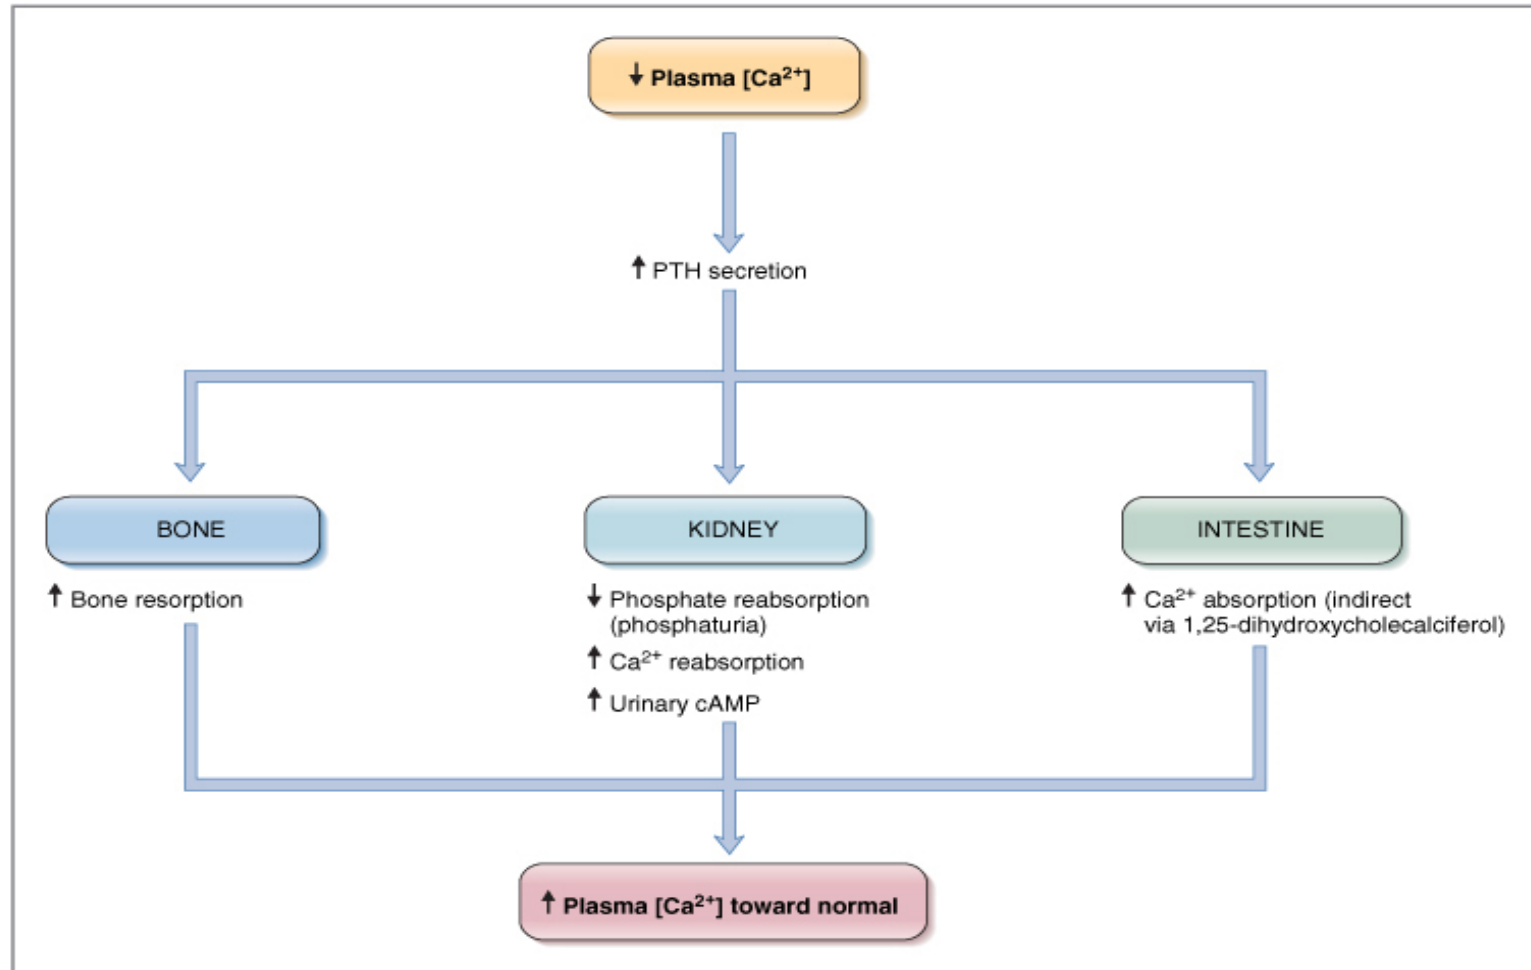 ↓ Plasma [Ca²⁺]
↑ PTH secretion
BONE
↑ Bone resorption
KIDNEY
↓ Phosphate reabsorption
(phosphaturia)
↑ Ca²⁺ reabsorption
↑ Urinary cAMP
INTESTINE
↑ Ca²⁺ absorption (indirect
via 1,25-dihydroxycholecalciferol)
↑ Plasma [Ca²⁺] toward normal